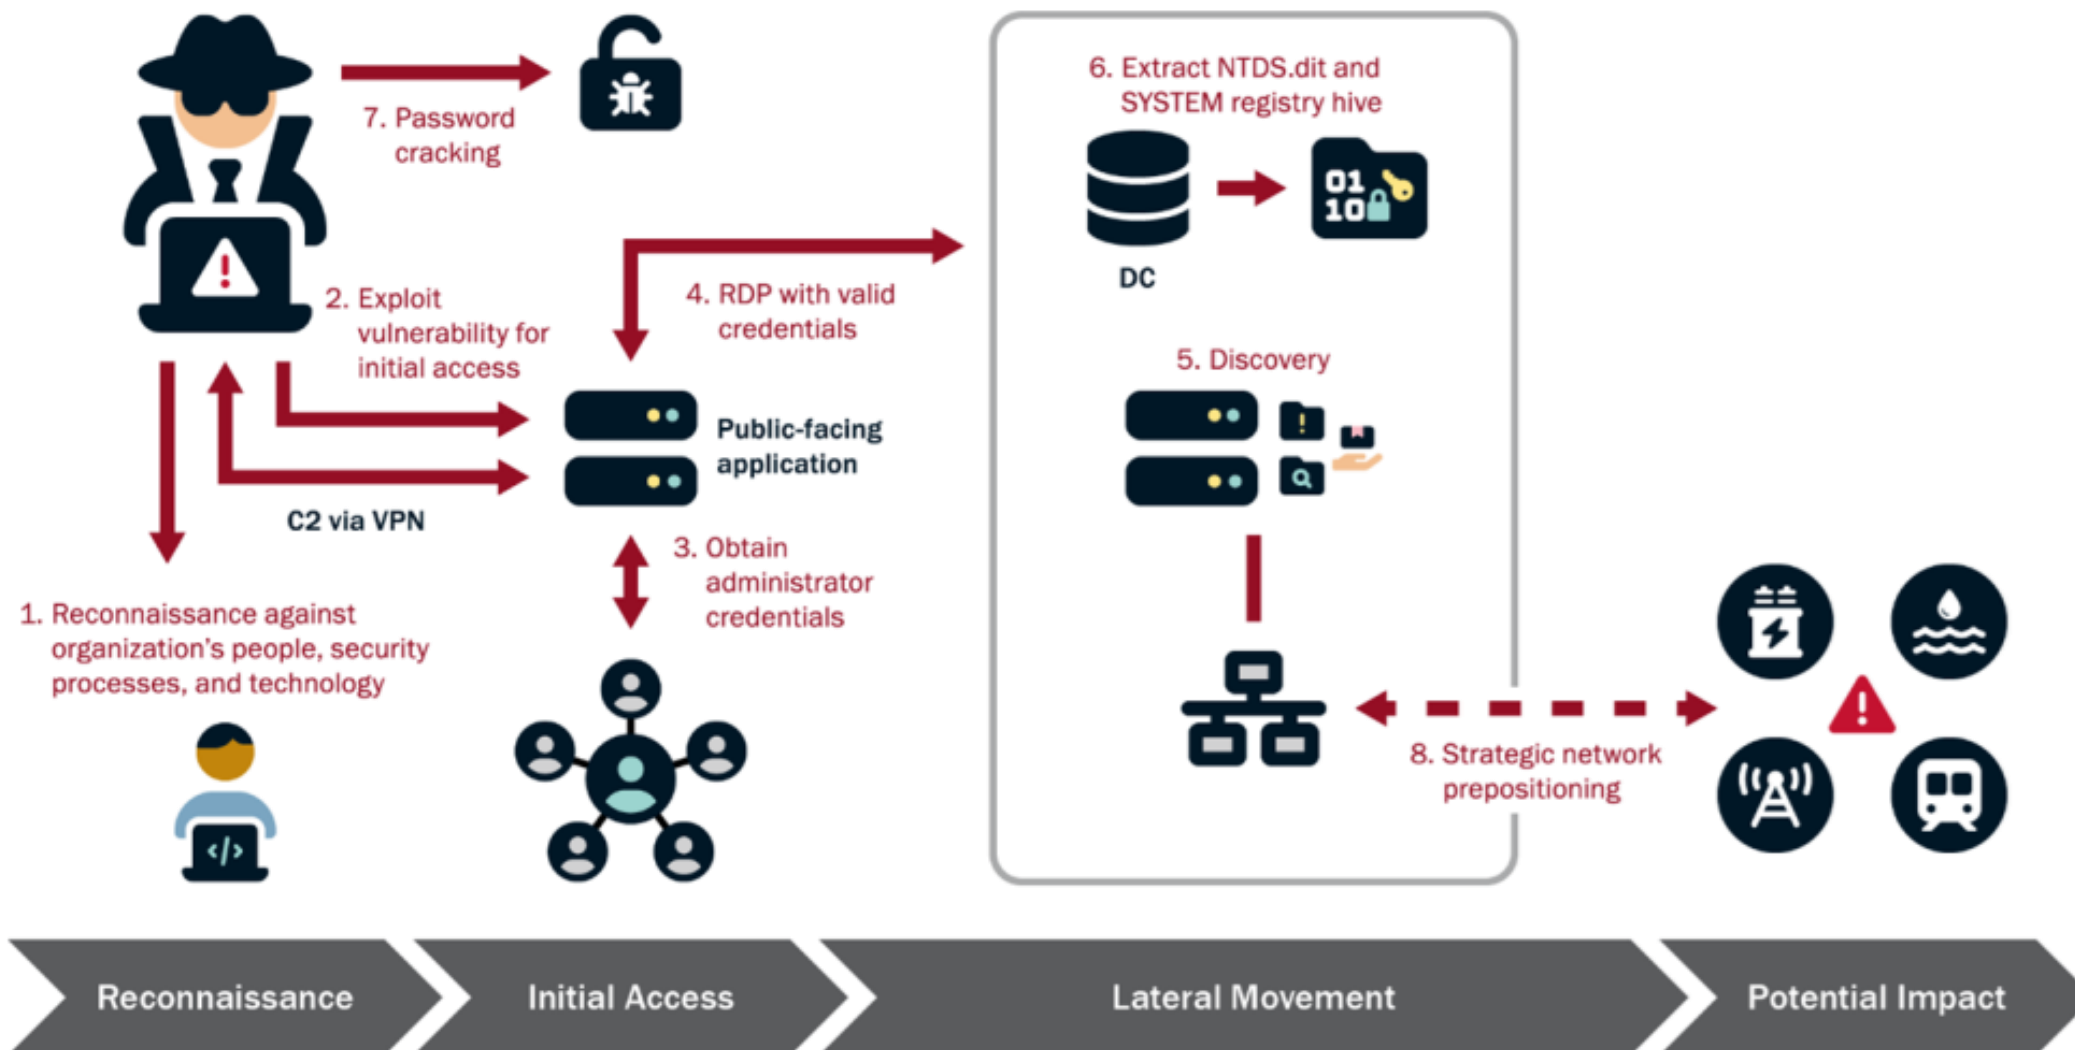 7. Password
cracking
2. Exploit
vulnerability for
initial access
C2 via VPN
1. Reconnaissance against
organization's people, security
processes, and technology
</>
4. RDP with valid
credentials
Public-facing
application
3. Obtain
administrator
credentials
6. Extract NTDS.dit and
SYSTEM registry hive
01
10
DC
5. Discovery
8. Strategic network
prepositioning
Reconnaissance
Initial Access
Lateral Movement
Potential Impact